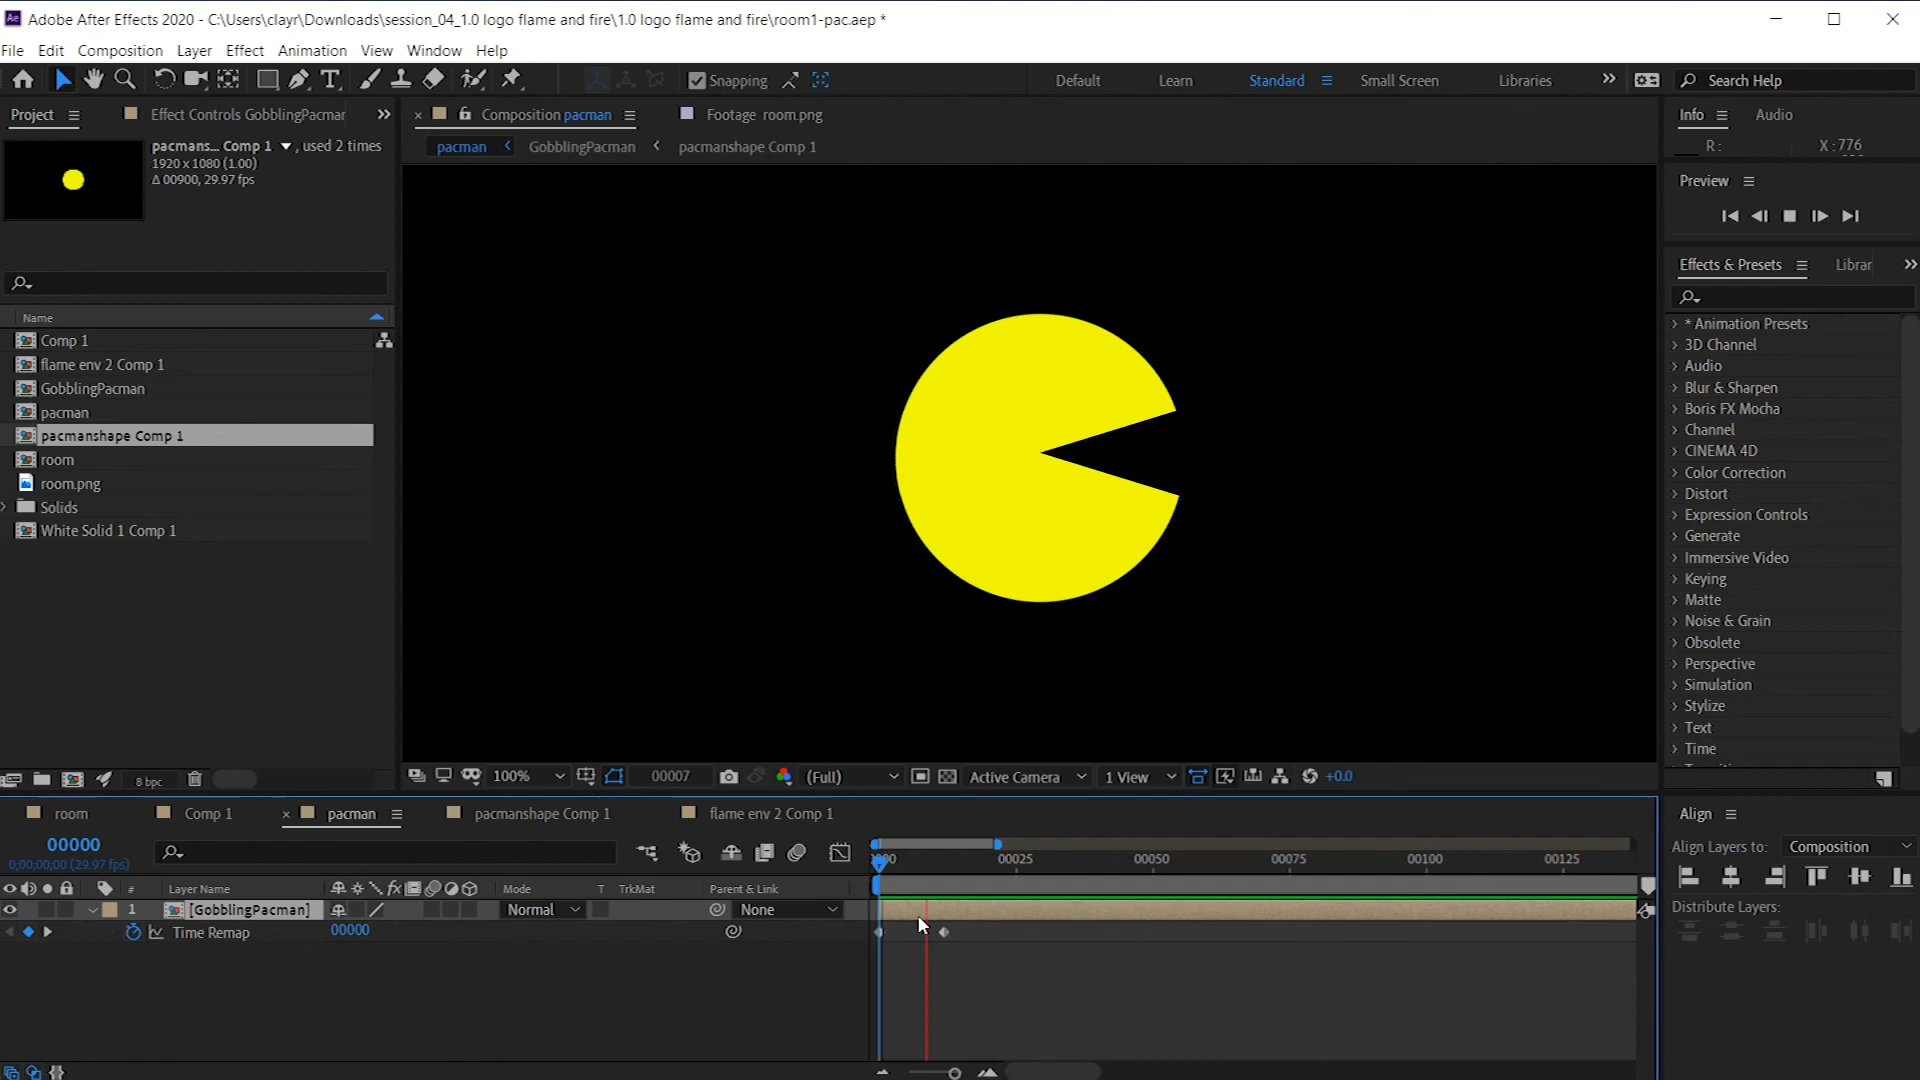 Ae Adobe After Effects 2020 - C:\Users\clayr\Downloads\session_04_1.0 logo flame and fire\1.0 logo flame and fire\room1-pac.aep *
File Edit Composition Layer Effect Animation View Window Help
Snapping Default Learn Standard Small Screen Libraries Search Help
Project Effect Controls GobblingPacmar Composition pacman Footage room.png Info Audio
pacman GobblingPacman pacmanshape Comp 1 R: X: 776
pacmans... Comp 1 , used 2 times
1920 x 1080 (1.00)
Δ 00900, 29.97 fps
Preview
Effects & Presets Librar
Name
Comp 1
flame env 2 Comp 1
GobblingPacman
pacman
pacmanshape Comp 1
room
room.png
Solids
White Solid 1 Comp 1
* Animation Presets
3D Channel
Audio
Blur & Sharpen
Boris FX Mocha
Channel
CINEMA 4D
Color Correction
Distort
Expression Controls
Generate
Immersive Video
Keying
Matte
Noise & Grain
Obsolete
Perspective
Simulation
Stylize
Text
Time
8 bpc 100% 00007 (Full) Active Camera 1 View +0.0
room Comp 1 pacman pacmanshape Comp 1 flame env 2 Comp 1 Align
00000
0;00;00;00 (29.97 fps)
00025 00050 00075 00100 00125
Align Layers to: Composition
# Layer Name fx Mode T TrkMat Parent & Link
1 [GobblingPacman] Normal None
Distribute Layers:
Time Remap 00000